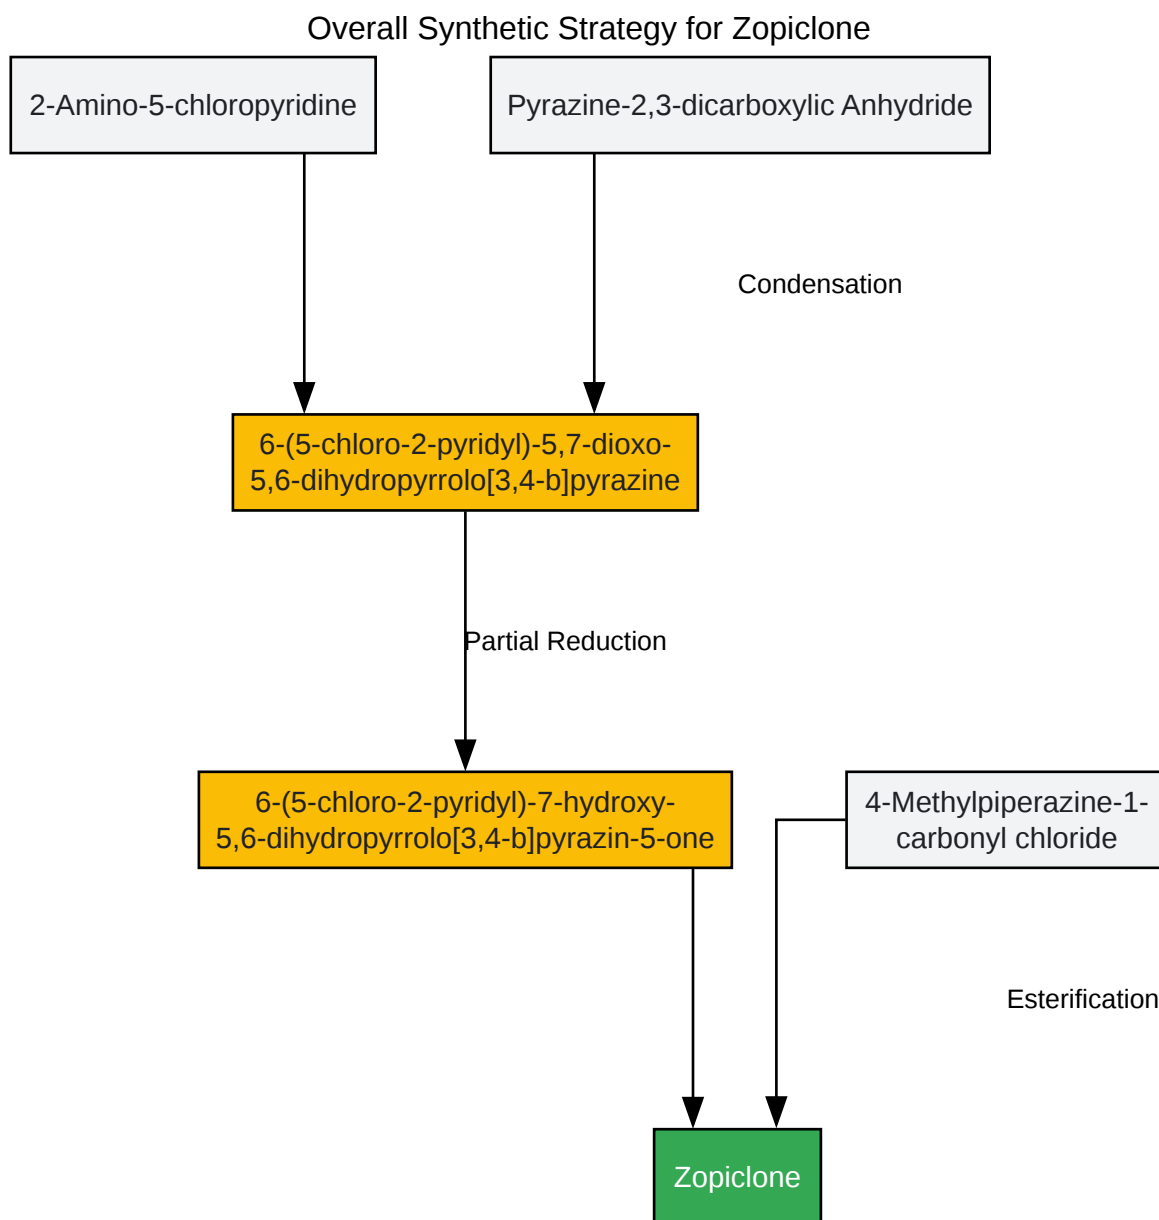 Overall Synthetic Strategy for Zopiclone
2-Amino-5-chloropyridine
Pyrazine-2,3-dicarboxylic Anhydride
Condensation
6-(5-chloro-2-pyridyl)-5,7-dioxo-
5,6-dihydropyrrolo[3,4-b]pyrazine
Partial Reduction
6-(5-chloro-2-pyridyl)-7-hydroxy-
5,6-dihydropyrrolo[3,4-b]pyrazin-5-one
4-Methylpiperazine-1-
carbonyl chloride
Esterification
Zopiclone